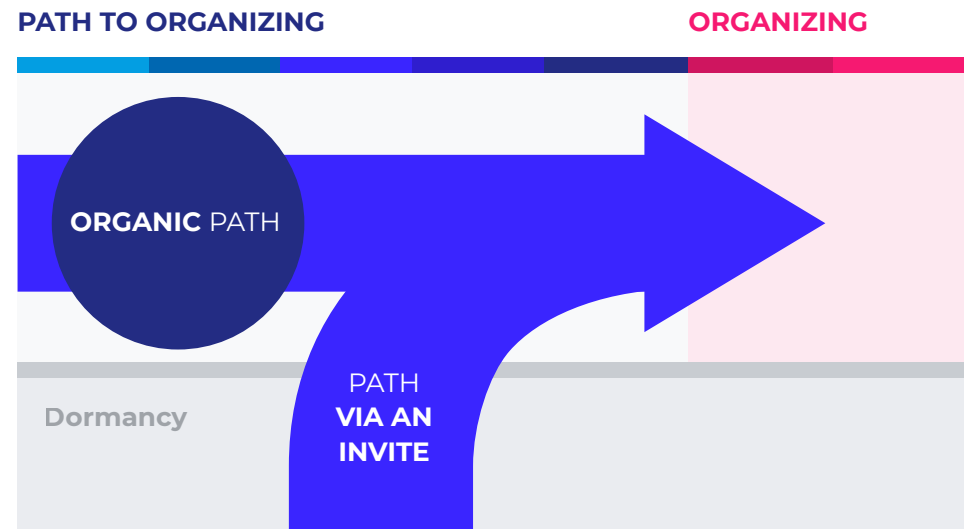 PATH TO ORGANIZING
ORGANIZING
ORGANIC PATH
PATH
VIA AN
INVITE
Dormancy